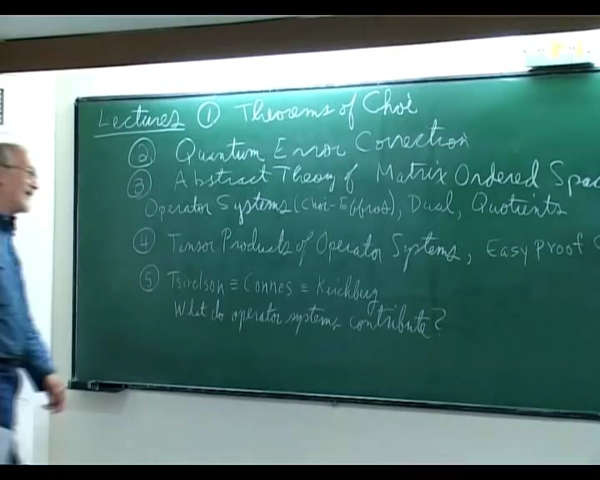 Lectures ① Theorems of Choi
② Quantum Error Correction
③ Abstract Theory of Matrix Ordered Spac
Operator Systems (Choi-Effros), Dual, Quotients
④ Tensor Products of Operator Systems, Easy Proof
⑤ Tsirelson ≡ Connes ≡ Kirchberg
What do operator systems contribute?